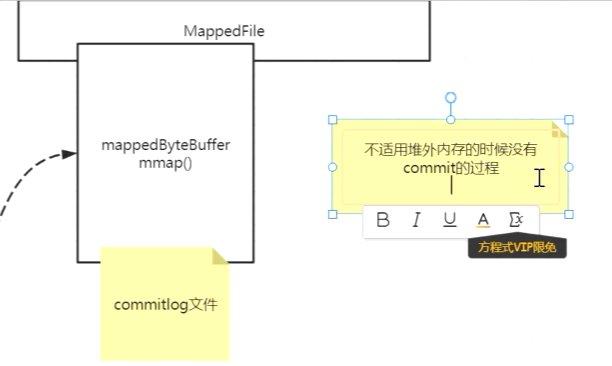 MappedFile
mappedByteBuffer
mmap()
commitlog文件
不适用堆外内存的时候没有
commit的过程
B I U A Σx
方程式VIP限免